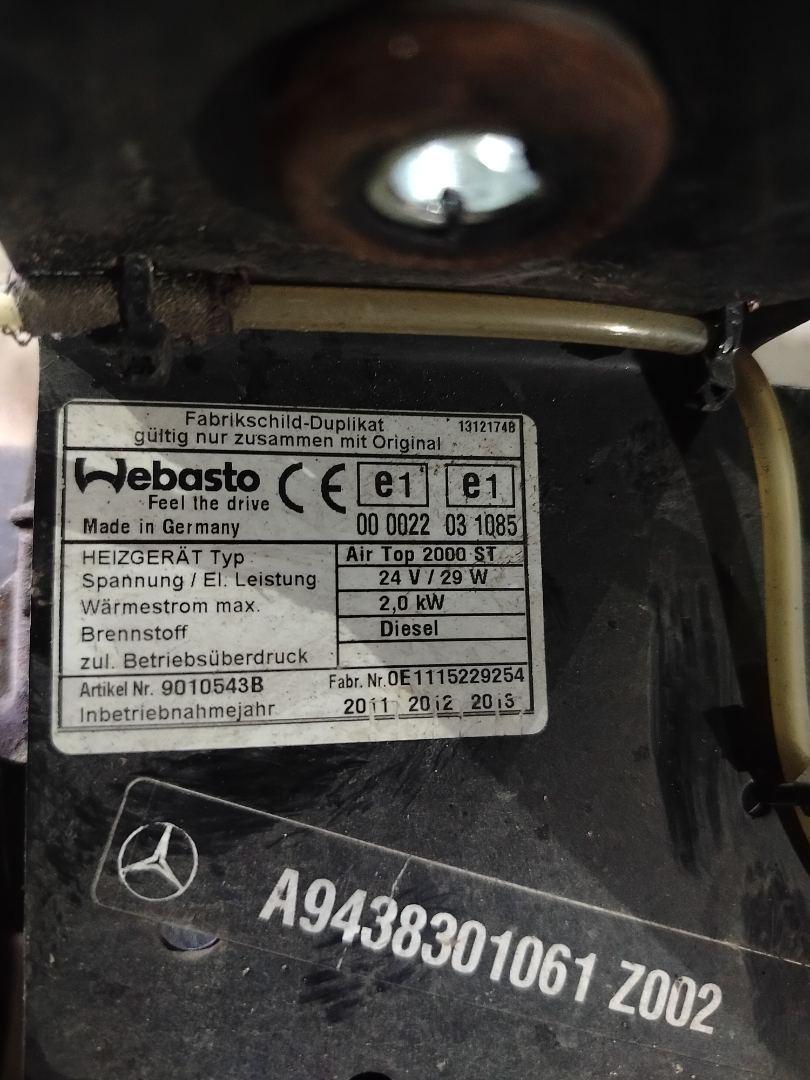 Fabrikschild-Duplikat
gültig nur zusammen mit Original
1312174B
Webasto
Feel the drive
CE e1 e1
Made in Germany 00 0022 03 1085
HEIZGERÄT Typ Air Top 2000 ST
Spannung / El. Leistung 24 V / 29 W
Wärmestrom max. 2,0 kW
Brennstoff Diesel
zul. Betriebsüberdruck
Artikel Nr. 9010543B Fabr. Nr. 0E1115229254
Inbetriebnahmejahr 2011 2012 2013
A9438301061 Z002